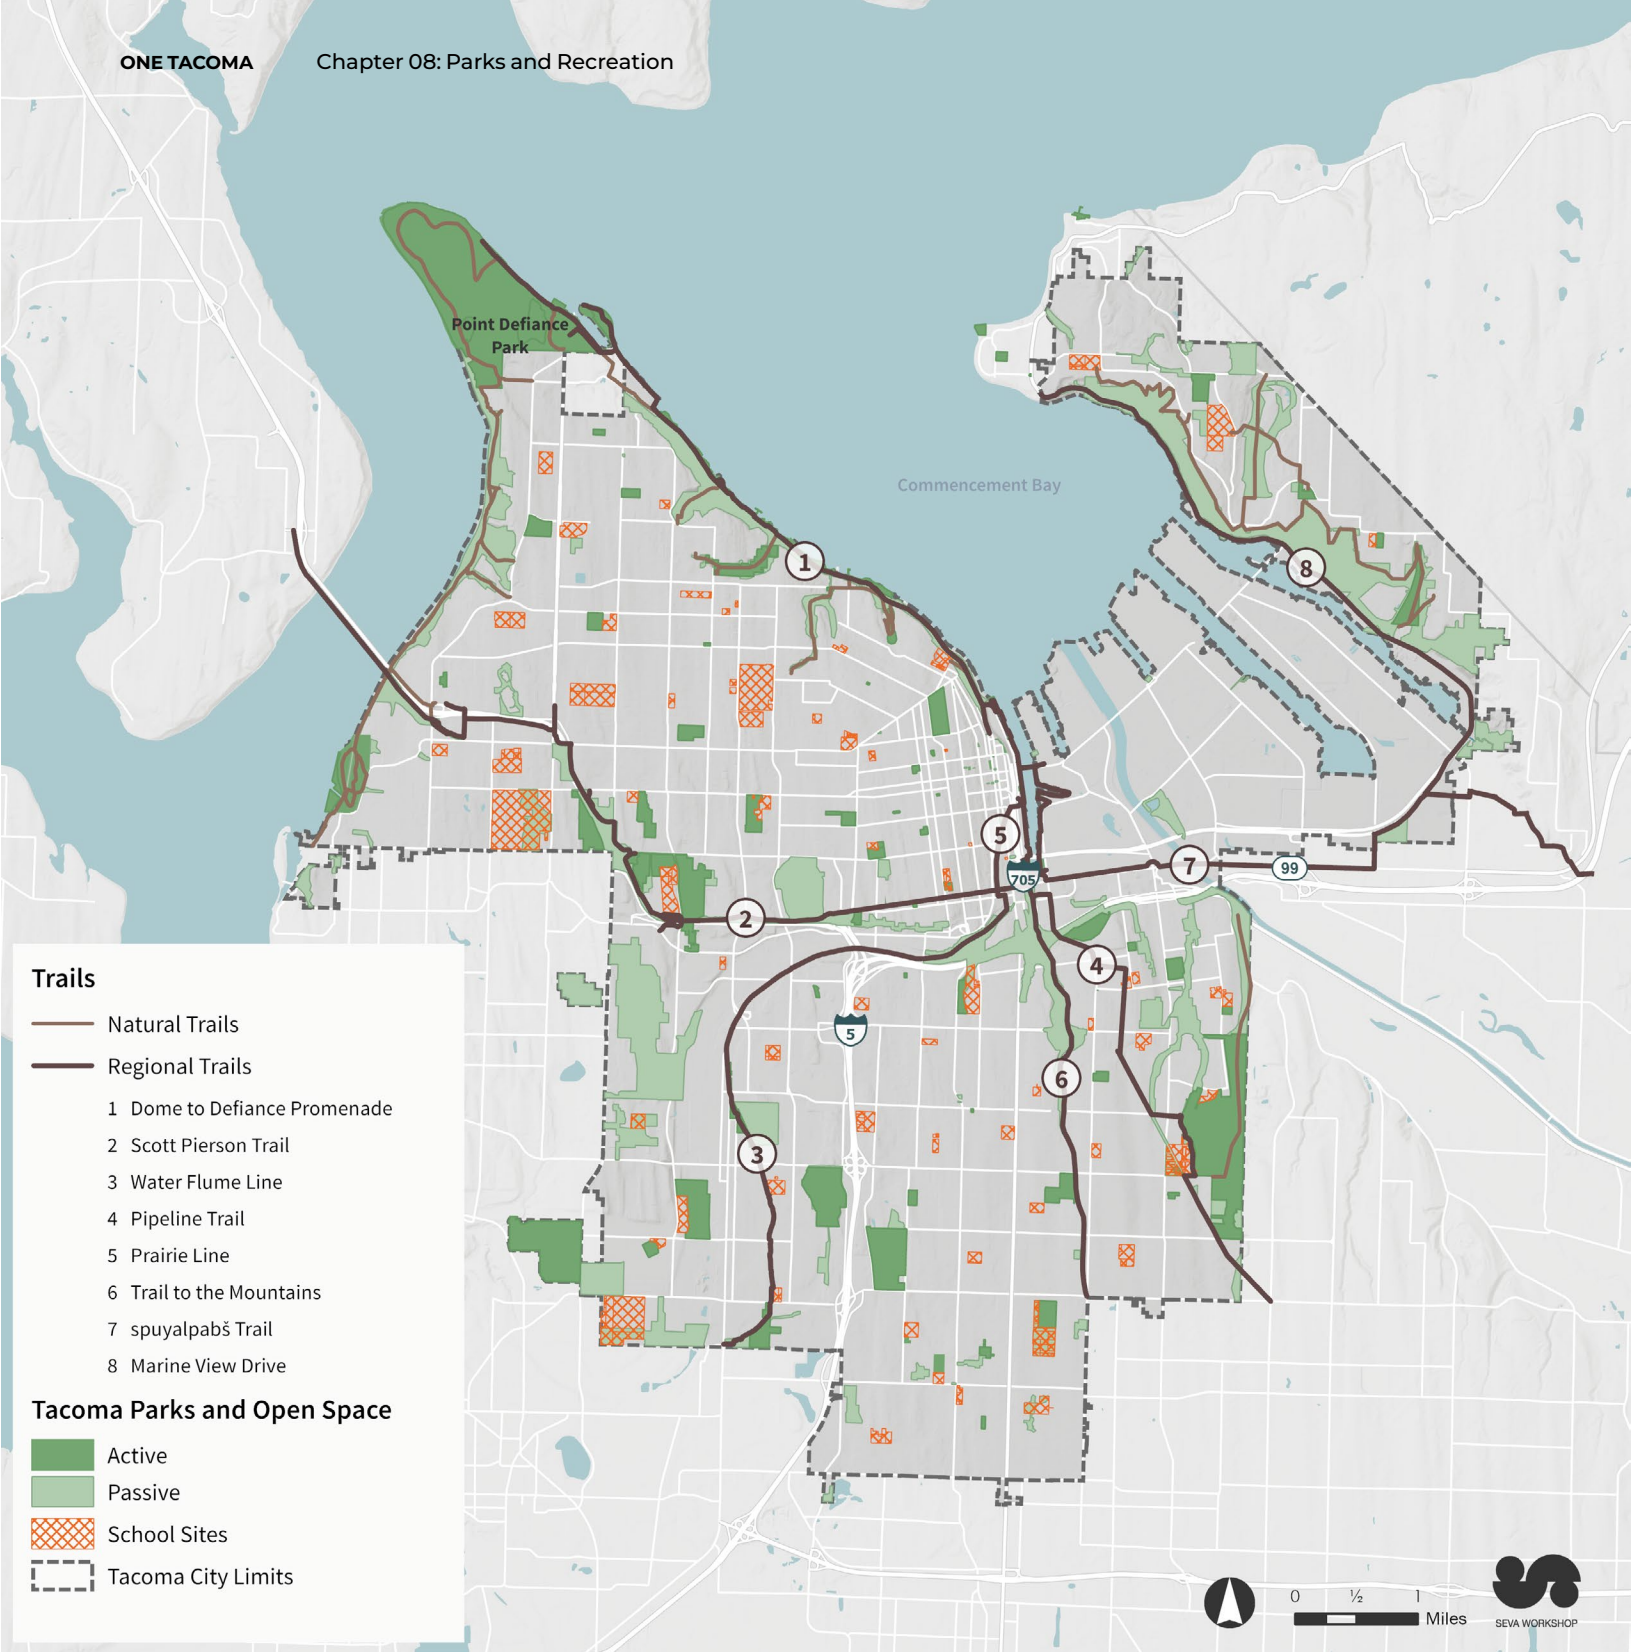 ONE TACOMA Chapter 08: Parks and Recreation
Point Defiance
Park
Commencement Bay
1
8
5
7
99
705
2
4
5
6
3
Trails
Natural Trails
Regional Trails
1 Dome to Defiance Promenade
2 Scott Pierson Trail
3 Water Flume Line
4 Pipeline Trail
5 Prairie Line
6 Trail to the Mountains
7 spuyalpabš Trail
8 Marine View Drive
Tacoma Parks and Open Space
Active
Passive
School Sites
Tacoma City Limits
0 ½ 1
Miles
SEVA WORKSHOP